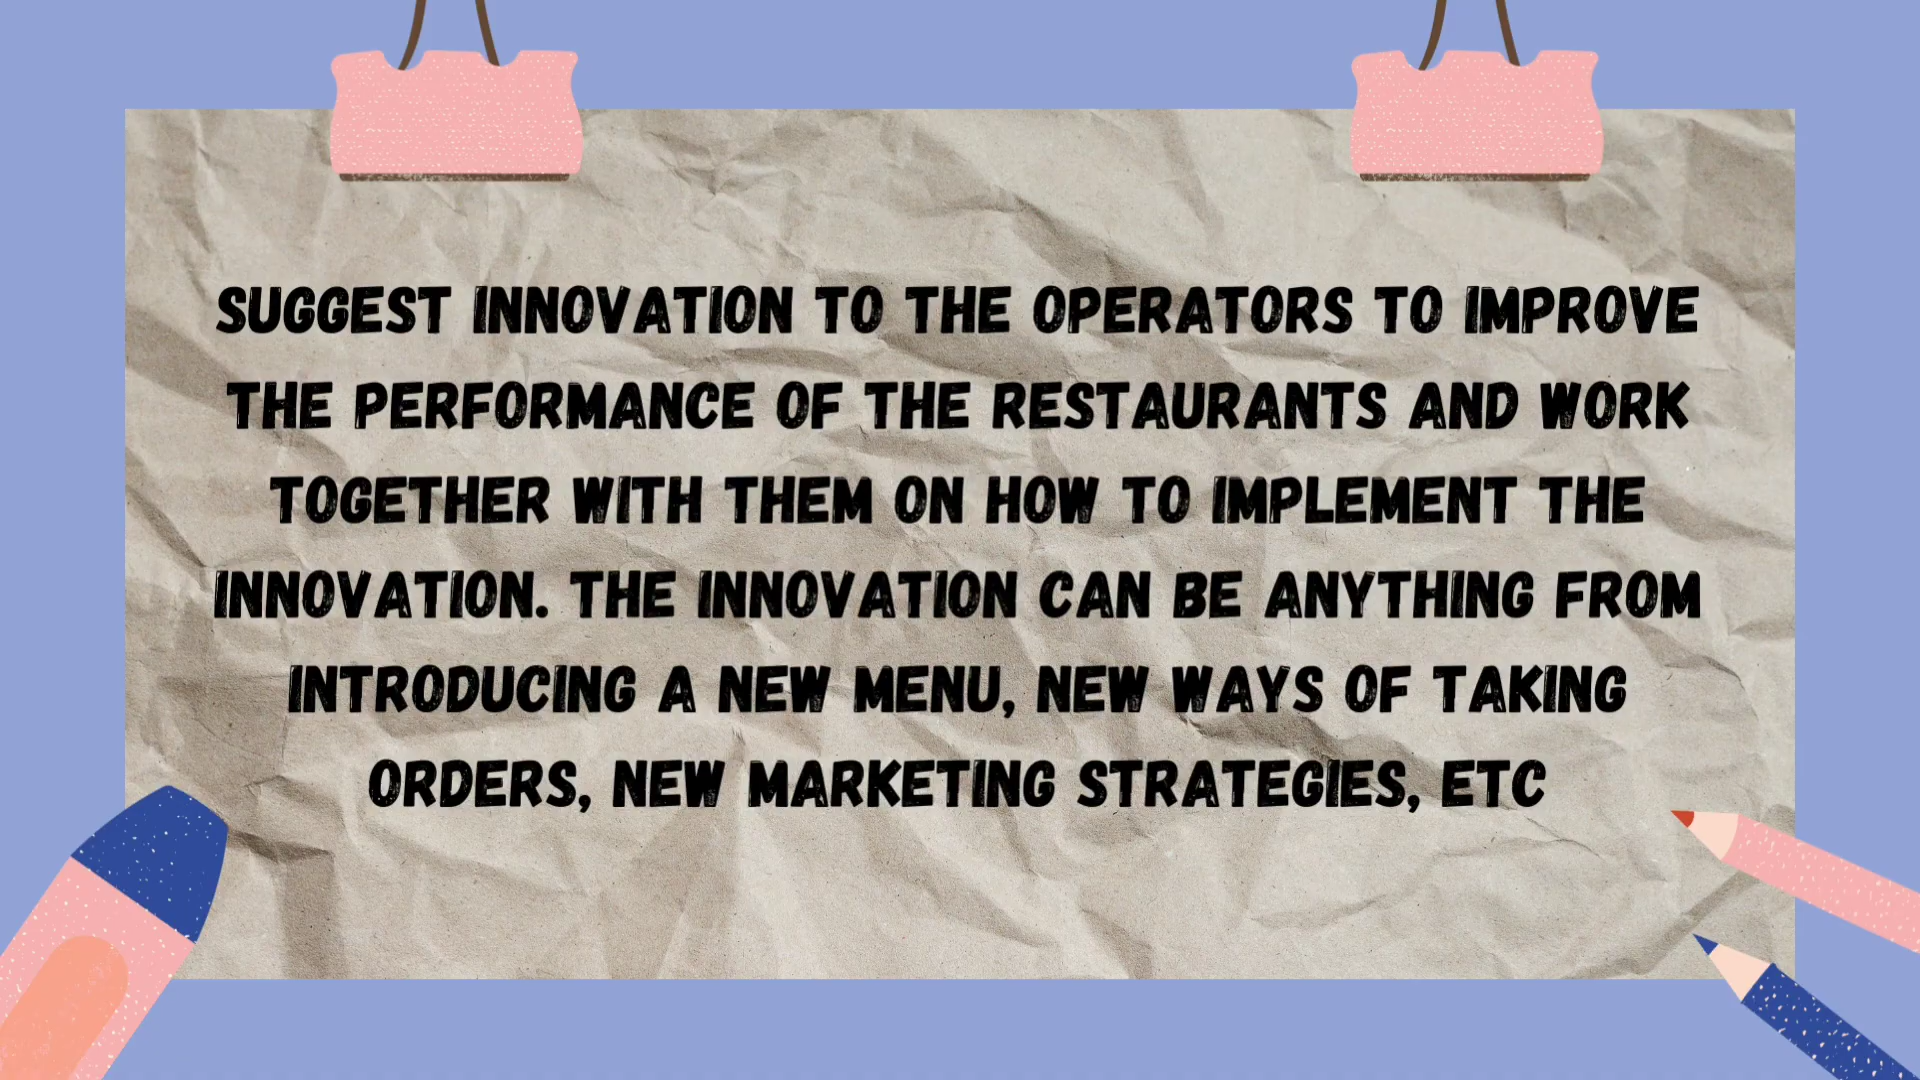 SUGGEST INNOVATION TO THE OPERATORS TO IMPROVE
THE PERFORMANCE OF THE RESTAURANTS AND WORK
TOGETHER WITH THEM ON HOW TO IMPLEMENT THE
INNOVATION. THE INNOVATION CAN BE ANYTHING FROM
INTRODUCING A NEW MENU, NEW WAYS OF TAKING
ORDERS, NEW MARKETING STRATEGIES, ETC